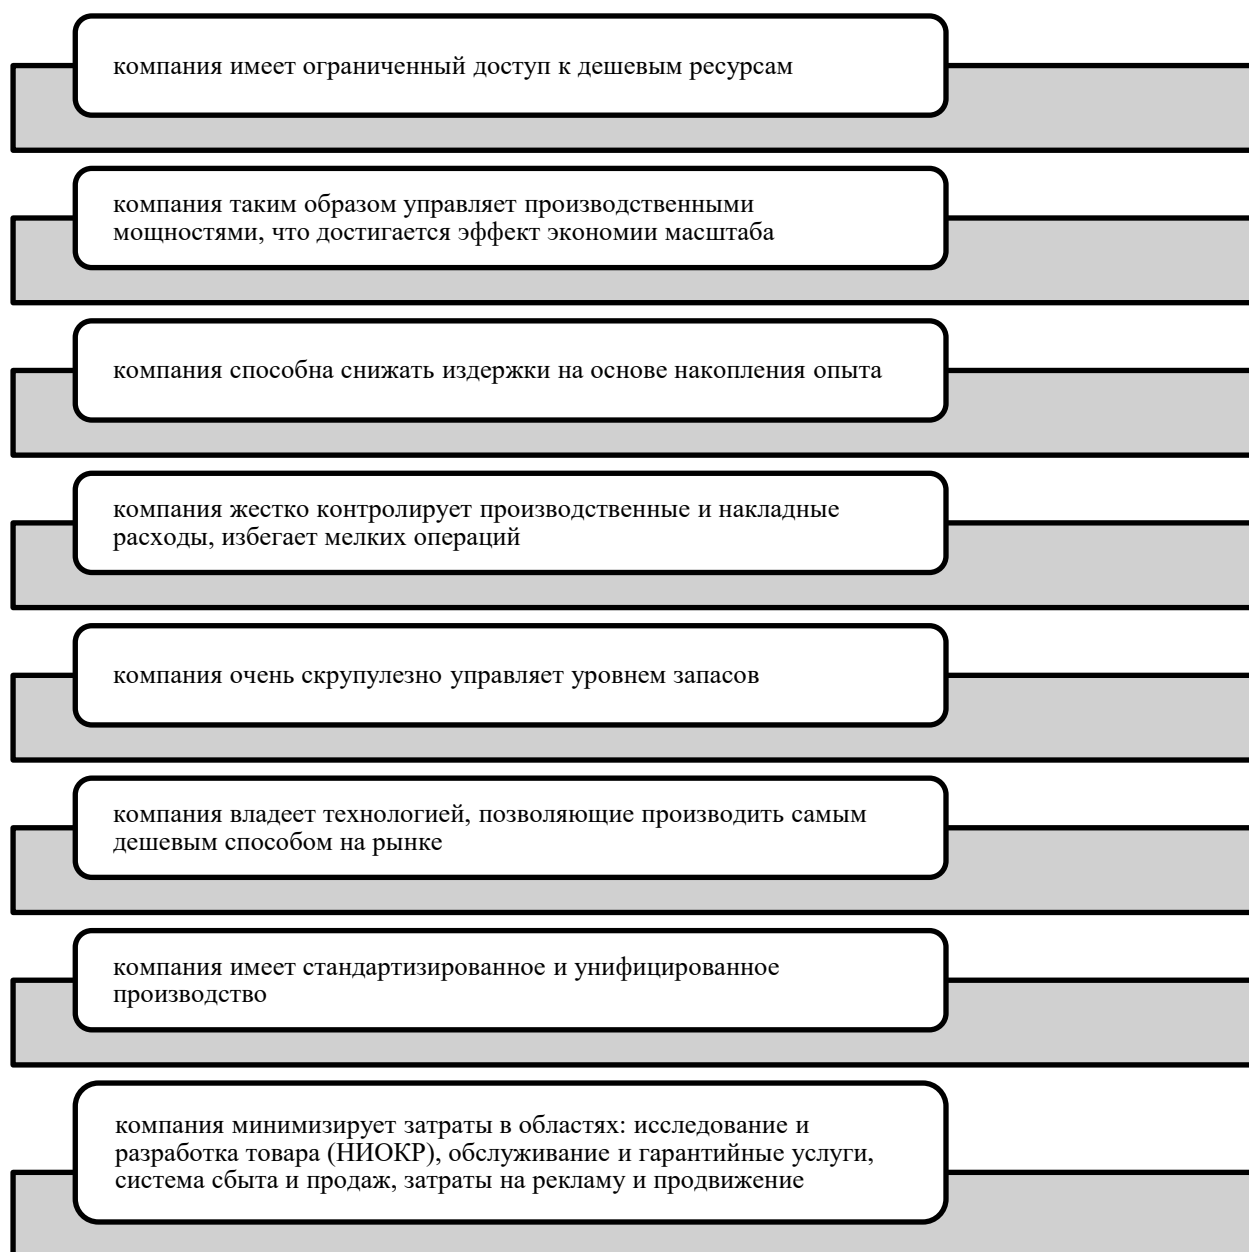 компания имеет ограниченный доступ к дешевым ресурсам
компания таким образом управляет производственными
мощностями, что достигается эффект экономии масштаба
компания способна снижать издержки на основе накопления опыта
компания жестко контролирует производственные и накладные
расходы, избегает мелких операций
компания очень скрупулезно управляет уровнем запасов
компания владеет технологией, позволяющие производить самым
дешевым способом на рынке
компания имеет стандартизированное и унифицированное
производство
компания минимизирует затраты в областях: исследование и
разработка товара (НИОКР), обслуживание и гарантийные услуги,
система сбыта и продаж, затраты на рекламу и продвижение